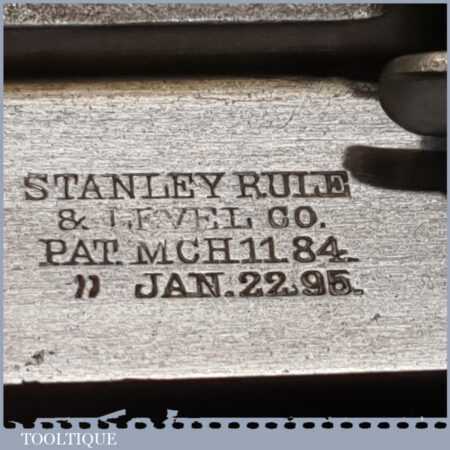 STANLEY RULE
& LEVEL CO.
PAT. MCH.11.84.
" JAN.22.95.
TOOLTIQUE